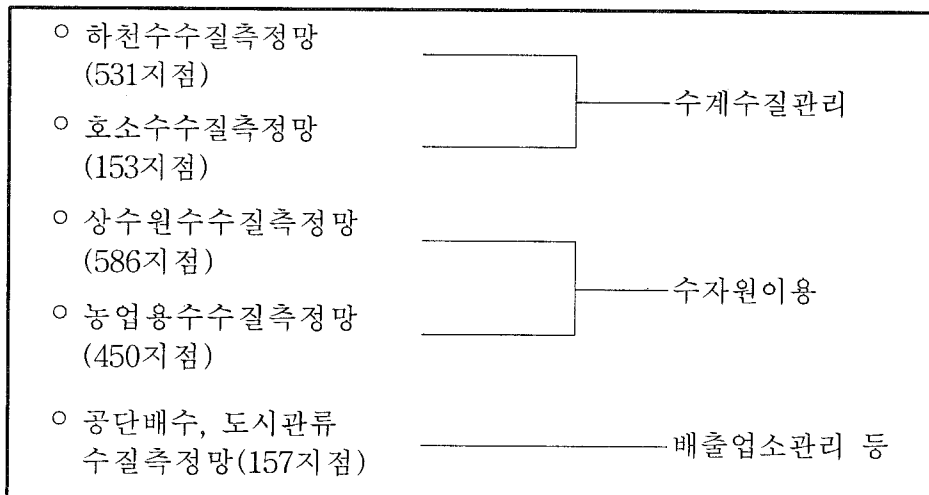 ○ 하천수수질측정망
(531지점)
수계수질관리
○ 호소수수질측정망
(153지점)
○ 상수원수수질측정망
(586지점)
수자원이용
○ 농업용수수질측정망
(450지점)
○ 공단배수, 도시관류
수질측정망(157지점)
배출업소관리 등